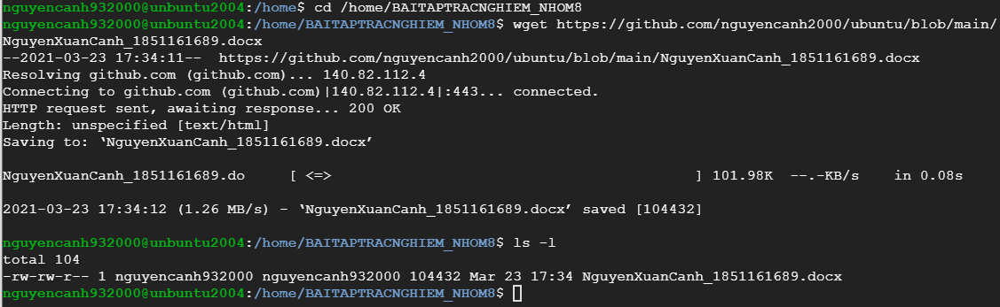 nguyencanh932000@unbuntu2004:/home$ cd /home/BAITAPTRACNGHIEM_NHOM8
nguyencanh932000@unbuntu2004:/home/BAITAPTRACNGHIEM_NHOM8$ wget https://github.com/nguyencanh2000/ubuntu/blob/main/
NguyenXuanCanh_1851161689.docx
--2021-03-23 17:34:11--  https://github.com/nguyencanh2000/ubuntu/blob/main/NguyenXuanCanh_1851161689.docx
Resolving github.com (github.com)... 140.82.112.4
Connecting to github.com (github.com)|140.82.112.4|:443... connected.
HTTP request sent, awaiting response... 200 OK
Length: unspecified [text/html]
Saving to: ‘NguyenXuanCanh_1851161689.docx’
NguyenXuanCanh_1851161689.do     [ <=>                                         ] 101.98K  --.-KB/s    in 0.08s
2021-03-23 17:34:12 (1.26 MB/s) - ‘NguyenXuanCanh_1851161689.docx’ saved [104432]
nguyencanh932000@unbuntu2004:/home/BAITAPTRACNGHIEM_NHOM8$ ls -l
total 104
-rw-rw-r-- 1 nguyencanh932000 nguyencanh932000 104432 Mar 23 17:34 NguyenXuanCanh_1851161689.docx
nguyencanh932000@unbuntu2004:/home/BAITAPTRACNGHIEM_NHOM8$